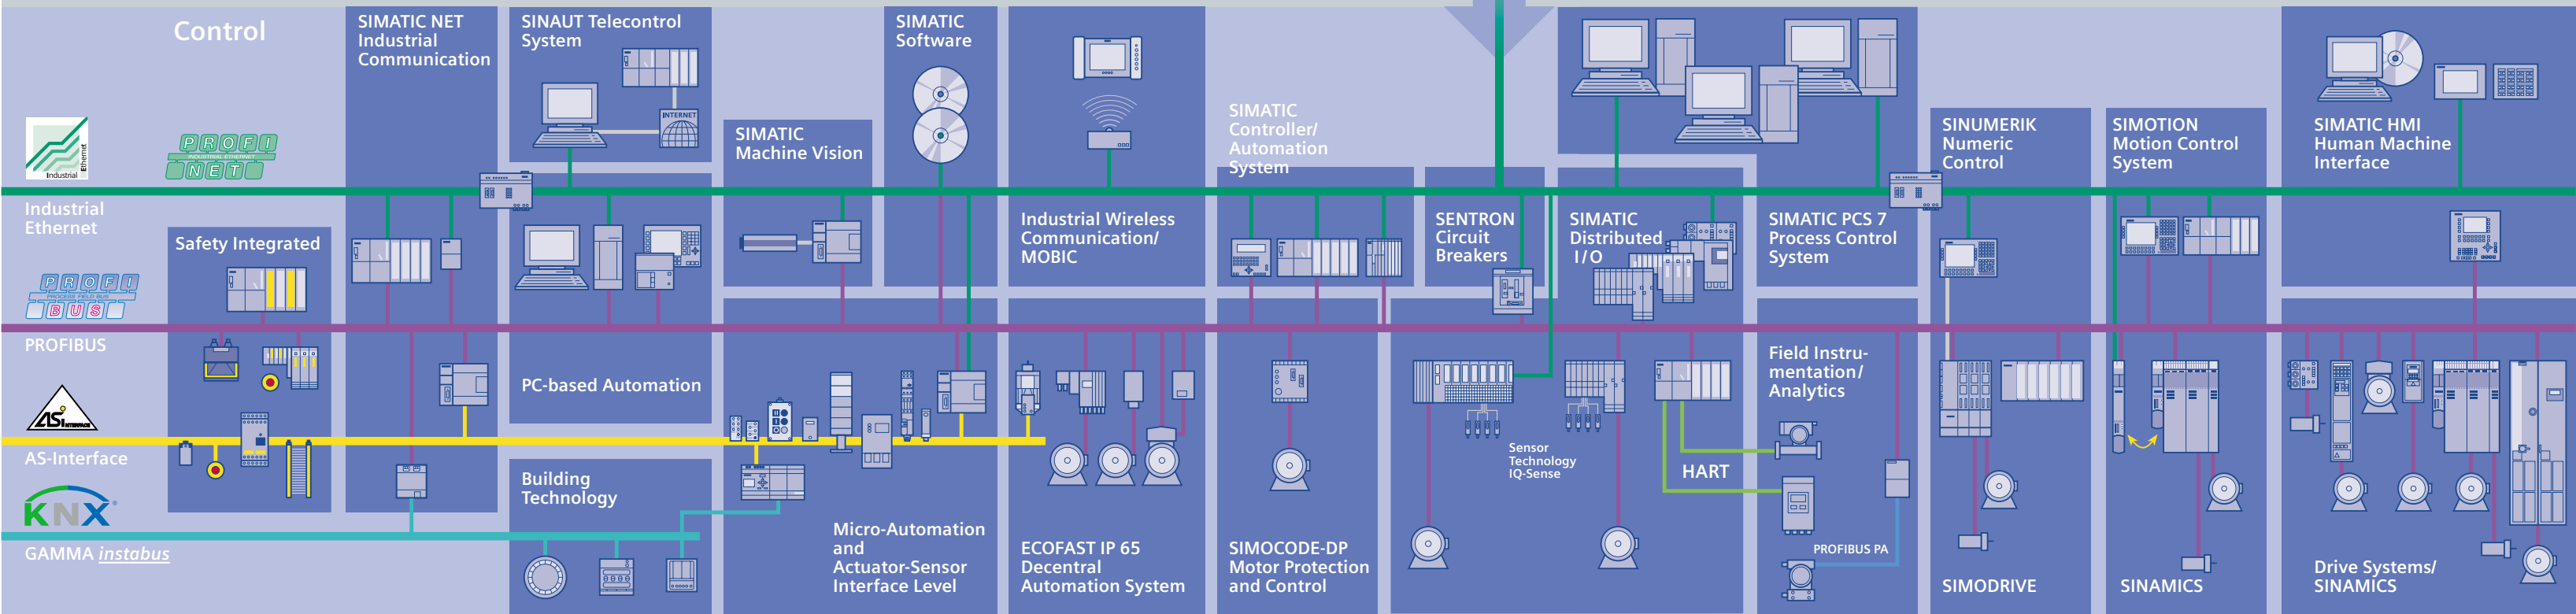 Control
SIMATIC NET
Industrial
Communication
SINAUT Telecontrol
System
INTERNET
SIMATIC
Machine Vision
SIMATIC
Software
SIMATIC
Controller/
Automation
System
SINUMERIK
Numeric
Control
SIMOTION
Motion Control
System
SIMATIC HMI
Human Machine
Interface
Industrial
Ethernet
PROFI
INDUSTRIAL ETHERNET
NET
Industrial
Ethernet
Safety Integrated
Industrial Wireless
Communication/
MOBIC
SENTRON
Circuit
Breakers
SIMATIC
Distributed
I/O
SIMATIC PCS 7
Process Control
System
PROFI
PROCESS FIELD BUS
BUS
PROFIBUS
PC-based Automation
Field Instru-
mentation/
Analytics
ASi
INTERFACE
AS-Interface
Sensor
Technology
IQ-Sense
HART
Building
Technology
KNX®
GAMMA instabus
Micro-Automation
and
Actuator-Sensor
Interface Level
ECOFAST IP 65
Decentral
Automation System
SIMOCODE-DP
Motor Protection
and Control
PROFIBUS PA
SIMODRIVE
SINAMICS
Drive Systems/
SINAMICS